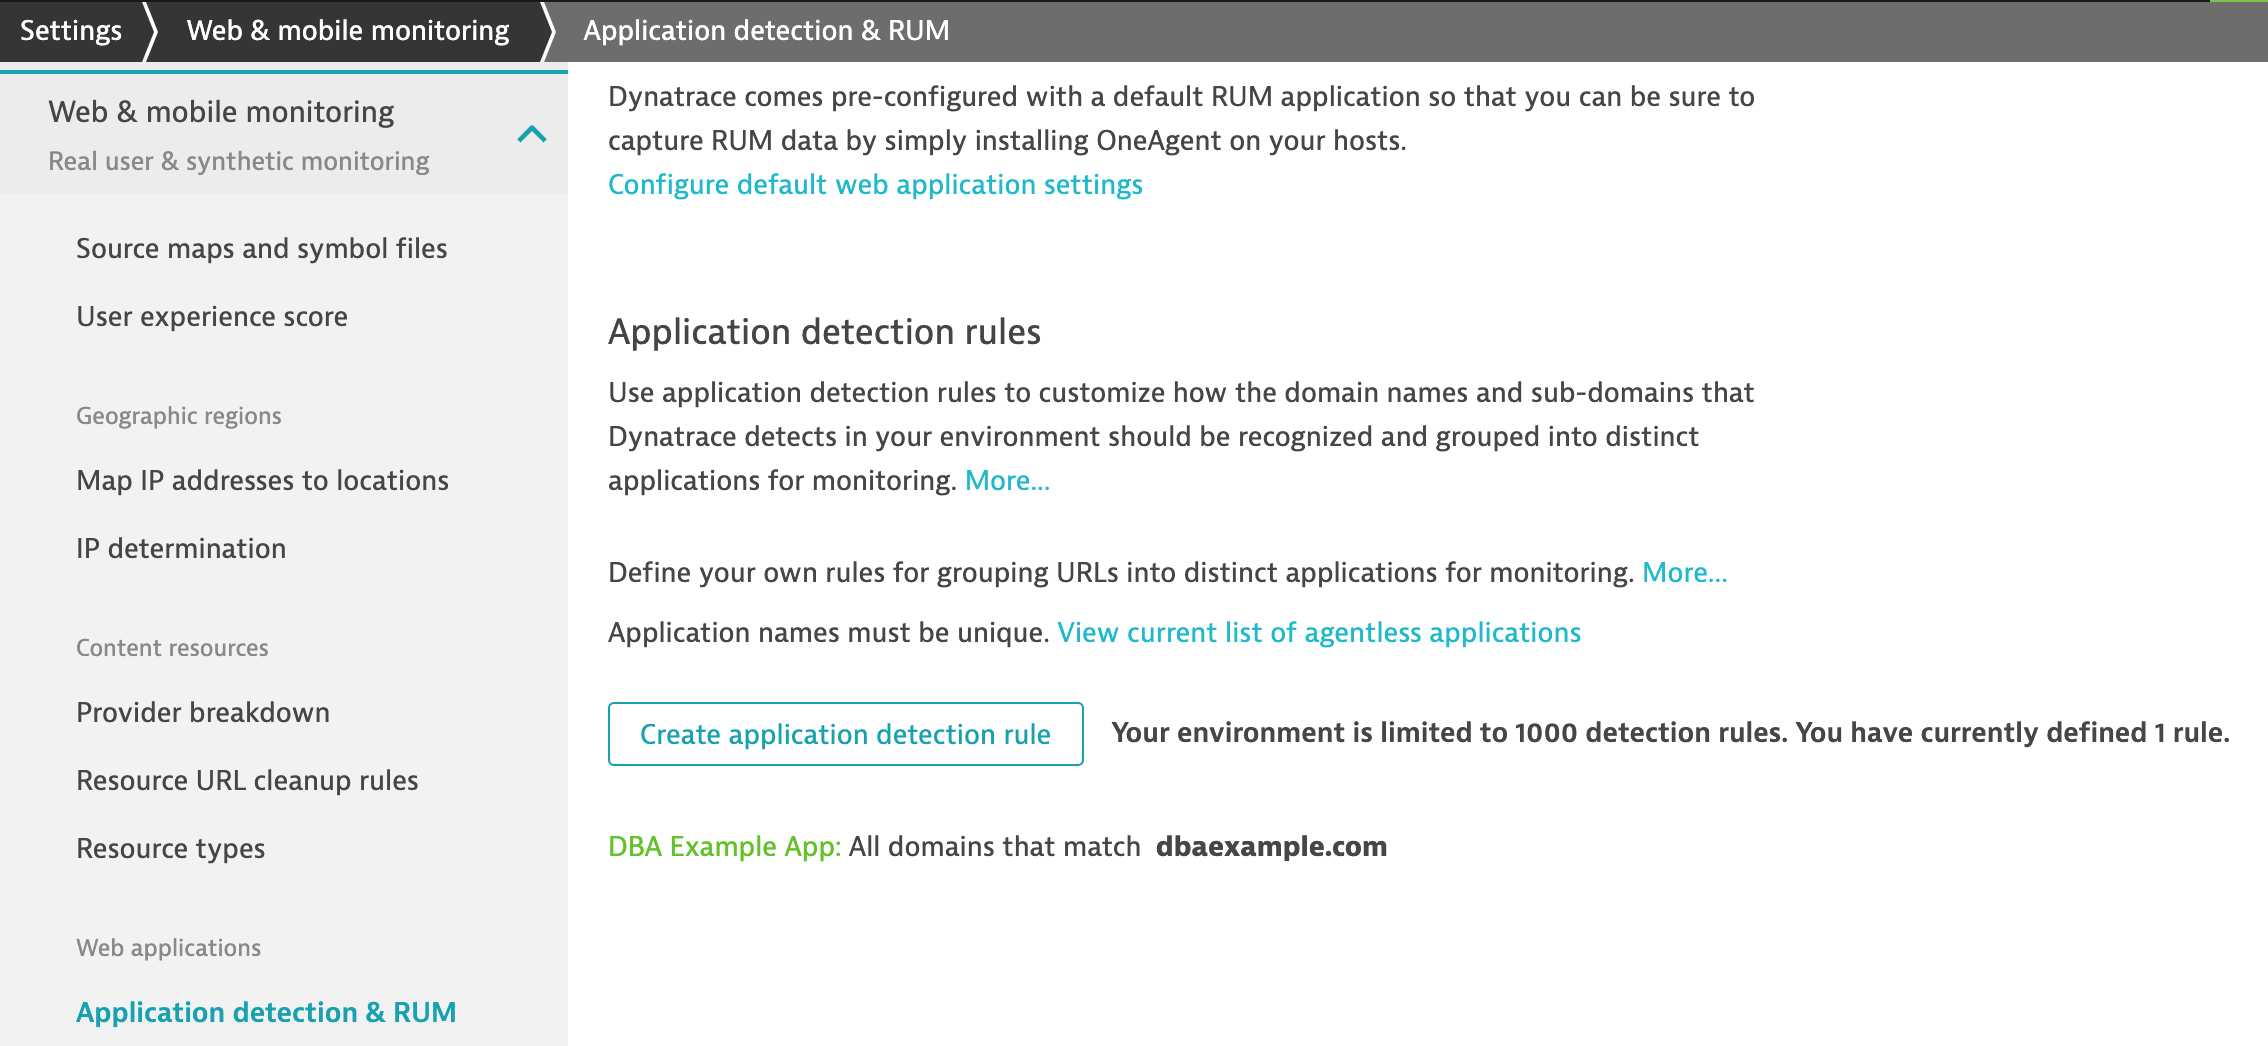 Settings
Web & mobile monitoring
Application detection & RUM
Web & mobile monitoring
Real user & synthetic monitoring
Source maps and symbol files
User experience score
Geographic regions
Map IP addresses to locations
IP determination
Content resources
Provider breakdown
Resource URL cleanup rules
Resource types
Web applications
Application detection & RUM
Dynatrace comes pre-configured with a default RUM application so that you can be sure to
capture RUM data by simply installing OneAgent on your hosts.
Configure default web application settings
Application detection rules
Use application detection rules to customize how the domain names and sub-domains that
Dynatrace detects in your environment should be recognized and grouped into distinct
applications for monitoring. More...
Define your own rules for grouping URLs into distinct applications for monitoring. More...
Application names must be unique. View current list of agentless applications
Create application detection rule
Your environment is limited to 1000 detection rules. You have currently defined 1 rule.
DBA Example App: All domains that match dbaexample.com